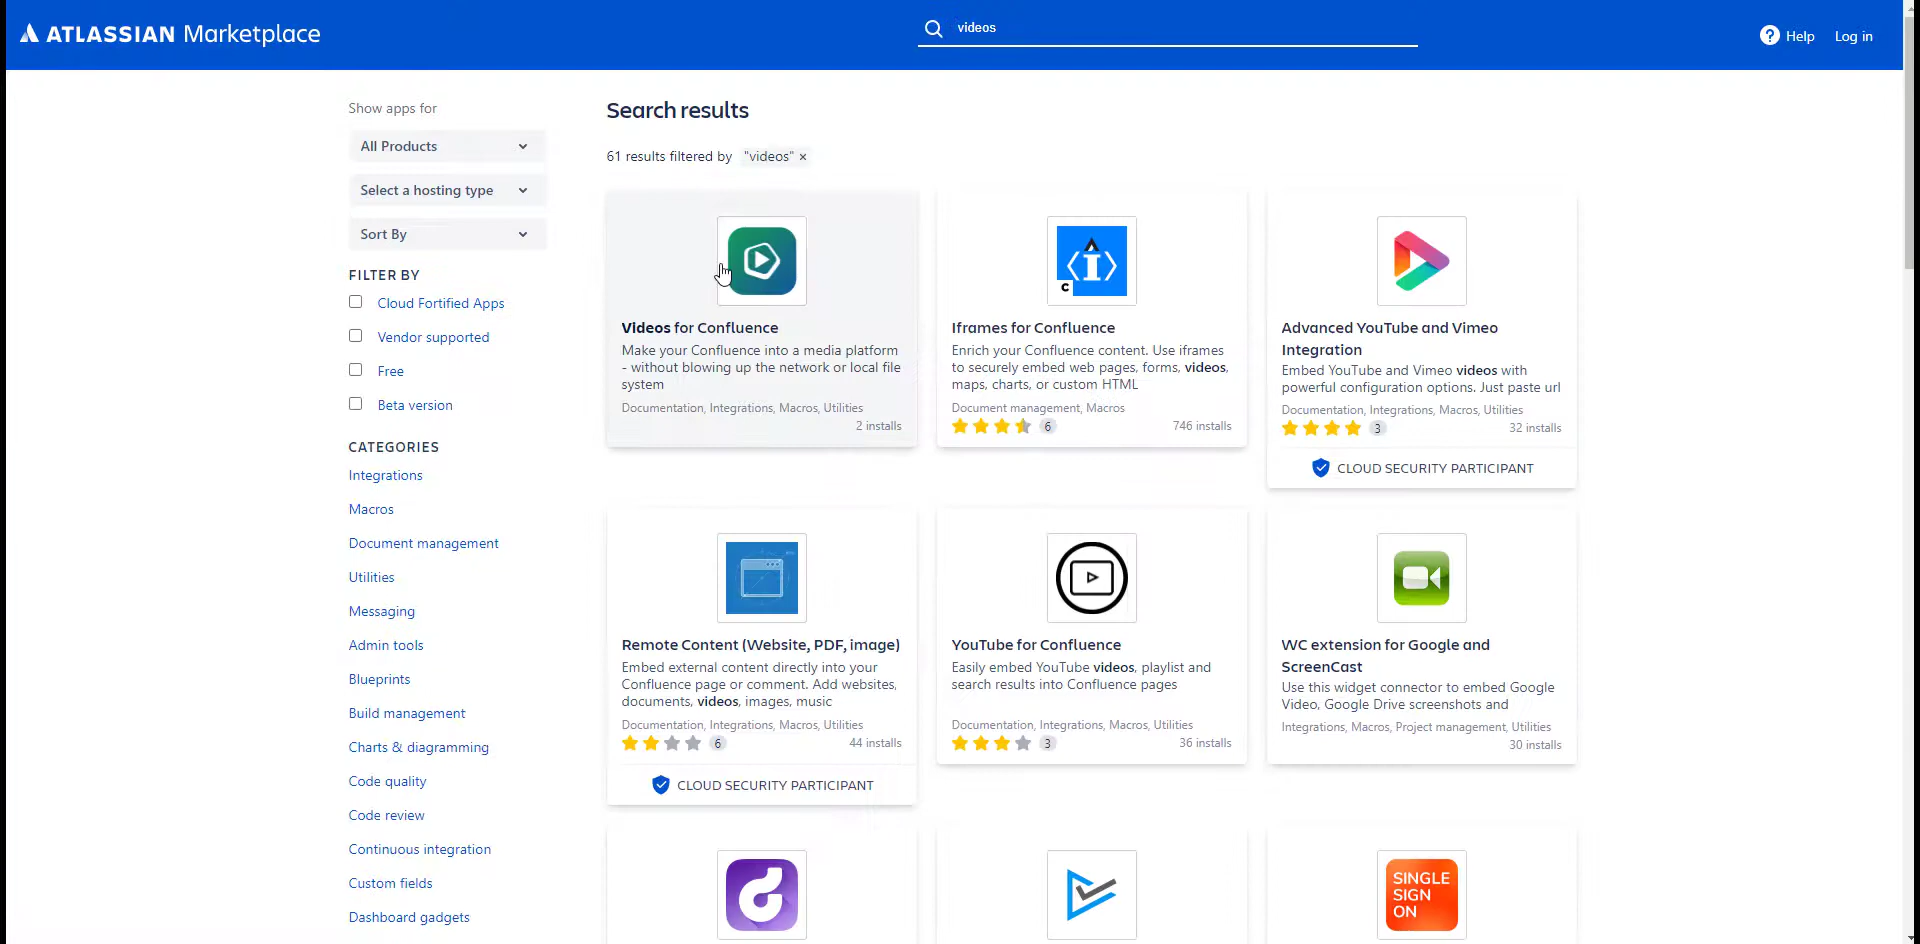 ATLASSIAN Marketplace
videos
? Help
Log in
Show apps for
All Products
Select a hosting type
Sort By
FILTER BY
Cloud Fortified Apps
Vendor supported
Free
Beta version
CATEGORIES
Integrations
Macros
Document management
Utilities
Messaging
Admin tools
Blueprints
Build management
Charts & diagramming
Code quality
Code review
Continuous integration
Custom fields
Dashboard gadgets
Search results
61 results filtered by "videos" ×
Videos for Confluence
Make your Confluence into a media platform
- without blowing up the network or local file
system
Documentation, Integrations, Macros, Utilities
2 installs
I
c
Iframes for Confluence
Enrich your Confluence content. Use iframes
to securely embed web pages, forms, videos,
maps, charts, or custom HTML
Document management, Macros
6
746 installs
Advanced YouTube and Vimeo
Integration
Embed YouTube and Vimeo videos with
powerful configuration options. Just paste url
Documentation, Integrations, Macros, Utilities
3
32 installs
CLOUD SECURITY PARTICIPANT
Remote Content (Website, PDF, image)
Embed external content directly into your
Confluence page or comment. Add websites,
documents, videos, images, music
Documentation, Integrations, Macros, Utilities
6
44 installs
CLOUD SECURITY PARTICIPANT
YouTube for Confluence
Easily embed YouTube videos, playlist and
search results into Confluence pages
Documentation, Integrations, Macros, Utilities
3
36 installs
WC extension for Google and
ScreenCast
Use this widget connector to embed Google
Video, Google Drive screenshots and
Integrations, Macros, Project management, Utilities
30 installs
SINGLE
SIGN
ON